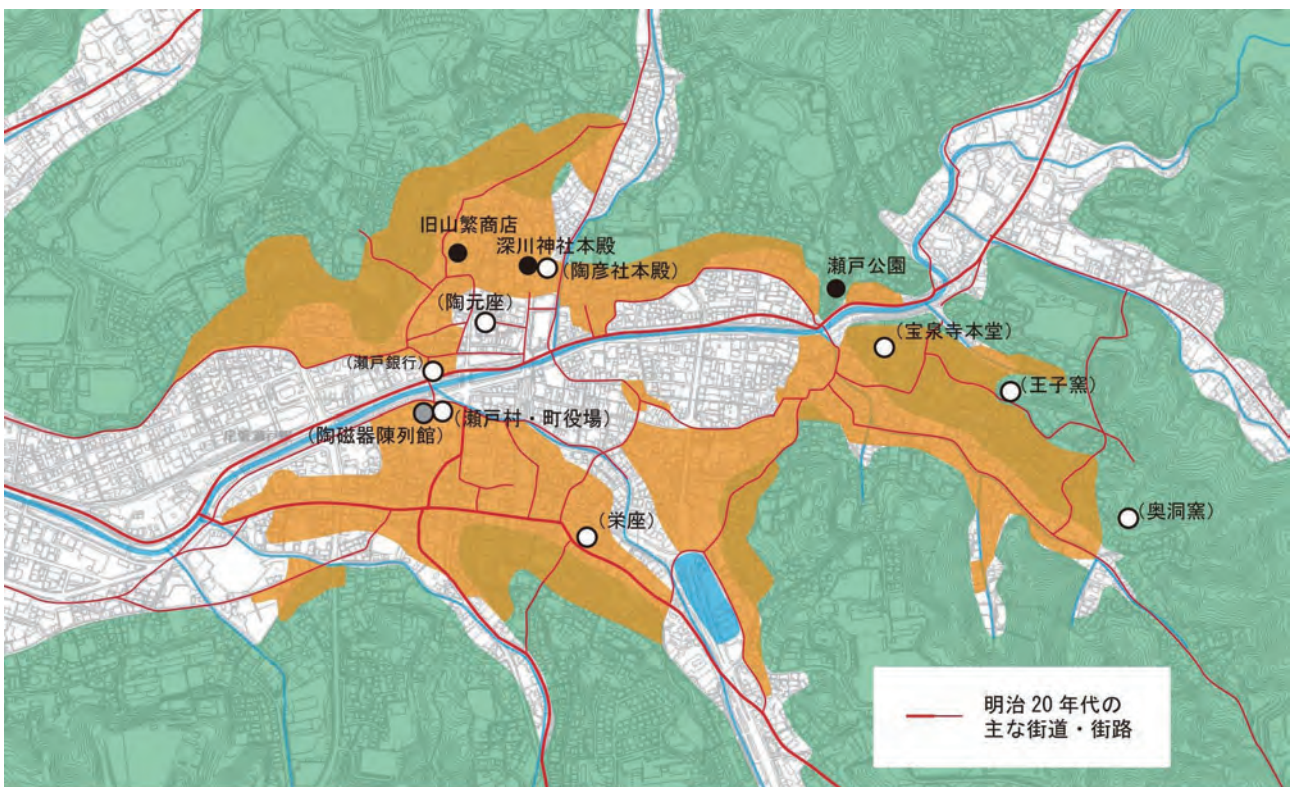 旧山繁商店
深川神社本殿
（陶彦社本殿）
瀬戸公園
（陶元座）
（宝泉寺本堂）
（瀬戸銀行）
（王子窯）
（瀬戸村・町役場）
（陶磁器陳列館）
（栄座）
（奥洞窯）
明治 20 年代の
主な街道・街路